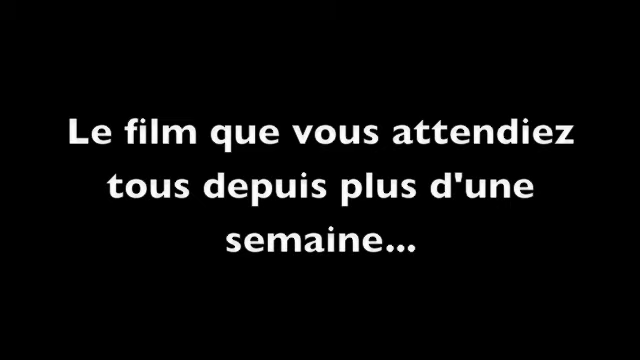 Le film que vous attendiez
tous depuis plus d'une
semaine...